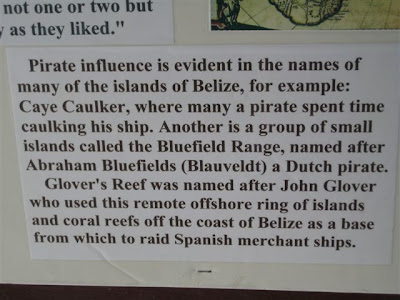 not one or two but
y as they liked."
Pirate influence is evident in the names of
many of the islands of Belize, for example:
Caye Caulker, where many a pirate spent time
caulking his ship. Another is a group of small
islands called the Bluefield Range, named after
Abraham Bluefields (Blauveldt) a Dutch pirate.
Glover's Reef was named after John Glover
who used this remote offshore ring of islands
and coral reefs off the coast of Belize as a base
from which to raid Spanish merchant ships.